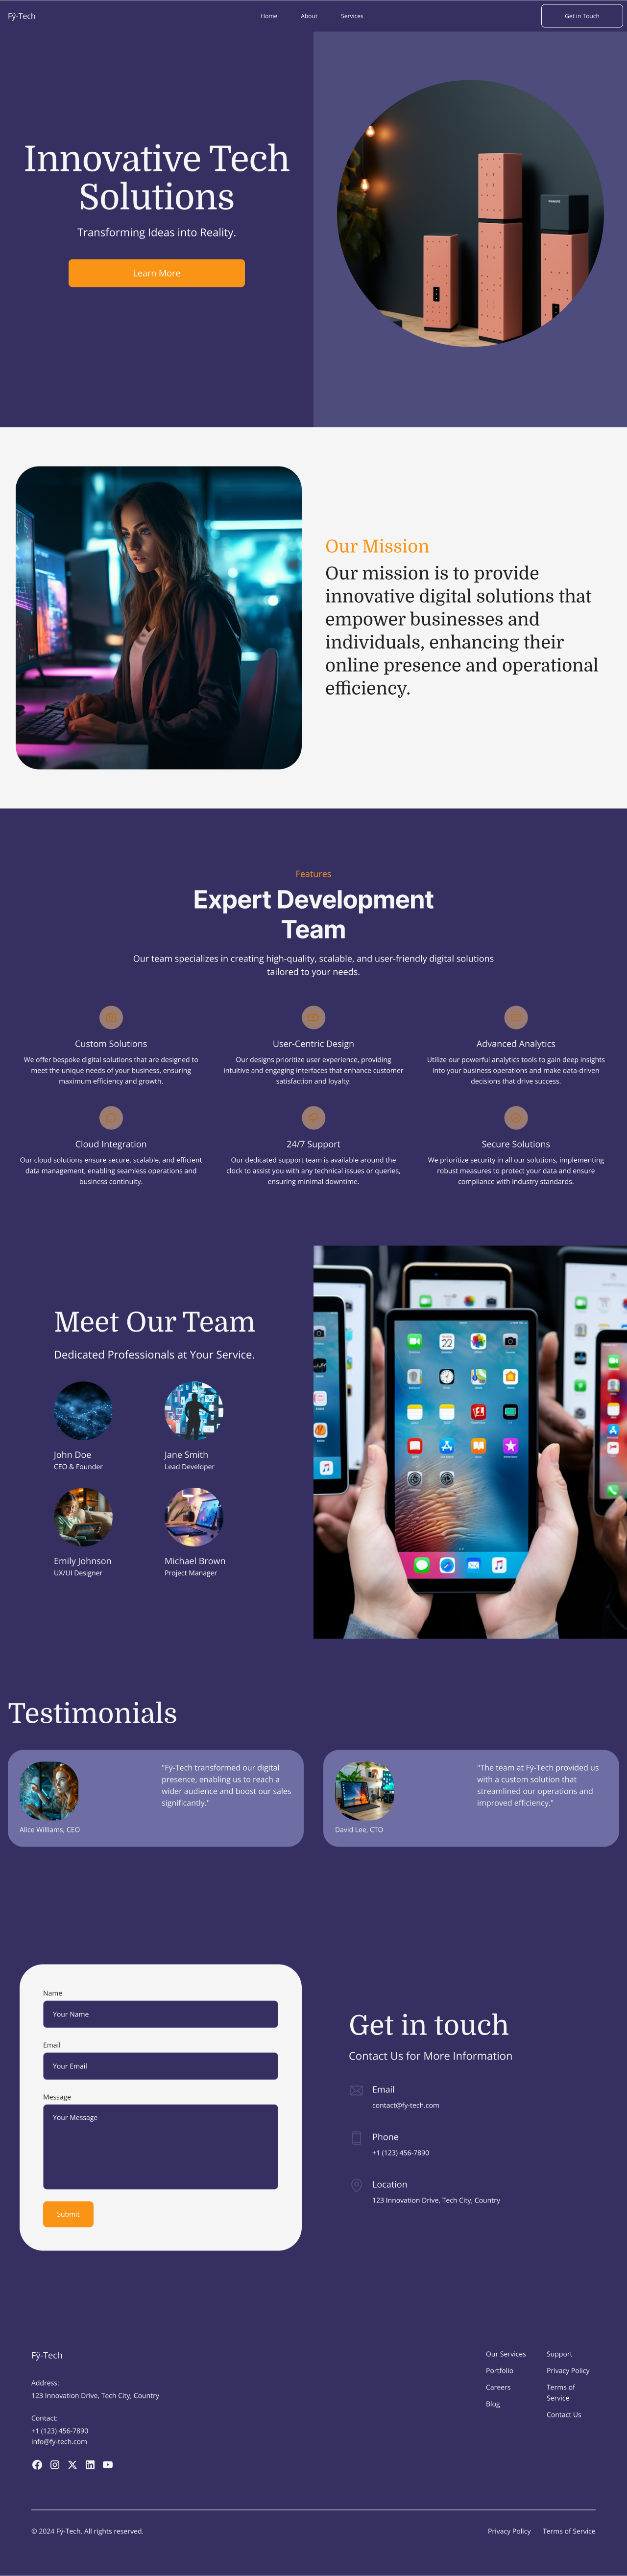 Fÿ-Tech
Home
About
Services
Get in Touch
Innovative Tech
Solutions
Transforming Ideas into Reality.
Learn More
Our Mission
Our mission is to provide
innovative digital solutions that
empower businesses and
individuals, enhancing their
online presence and operational
efficiency.
Features
Expert Development
Team
Our team specializes in creating high-quality, scalable, and user-friendly digital solutions
tailored to your needs.
Custom Solutions
We offer bespoke digital solutions that are designed to
meet the unique needs of your business, ensuring
maximum efficiency and growth.
User-Centric Design
Our designs prioritize user experience, providing
intuitive and engaging interfaces that enhance customer
satisfaction and loyalty.
Advanced Analytics
Utilize our powerful analytics tools to gain deep insights
into your business operations and make data-driven
decisions that drive success.
Cloud Integration
Our cloud solutions ensure secure, scalable, and efficient
data management, enabling seamless operations and
business continuity.
24/7 Support
Our dedicated support team is available around the
clock to assist you with any technical issues or queries,
ensuring minimal downtime.
Secure Solutions
We prioritize security in all our solutions, implementing
robust measures to protect your data and ensure
compliance with industry standards.
Meet Our Team
Dedicated Professionals at Your Service.
John Doe
CEO & Founder
Jane Smith
Lead Developer
Emily Johnson
UX/UI Designer
Michael Brown
Project Manager
Testimonials
Alice Williams, CEO
"Fÿ-Tech transformed our digital
presence, enabling us to reach a
wider audience and boost our sales
significantly."
David Lee, CTO
"The team at Fÿ-Tech provided us
with a custom solution that
streamlined our operations and
improved efficiency."
Name
Your Name
Email
Your Email
Message
Your Message
Submit
Get in touch
Contact Us for More Information
Email
contact@fy-tech.com
Phone
+1 (123) 456-7890
Location
123 Innovation Drive, Tech City, Country
Fÿ-Tech
Address:
123 Innovation Drive, Tech City, Country
Contact:
+1 (123) 456-7890
info@fy-tech.com
Our Services
Portfolio
Careers
Blog
Support
Privacy Policy
Terms of
Service
Contact Us
© 2024 Fÿ-Tech. All rights reserved.
Privacy Policy
Terms of Service